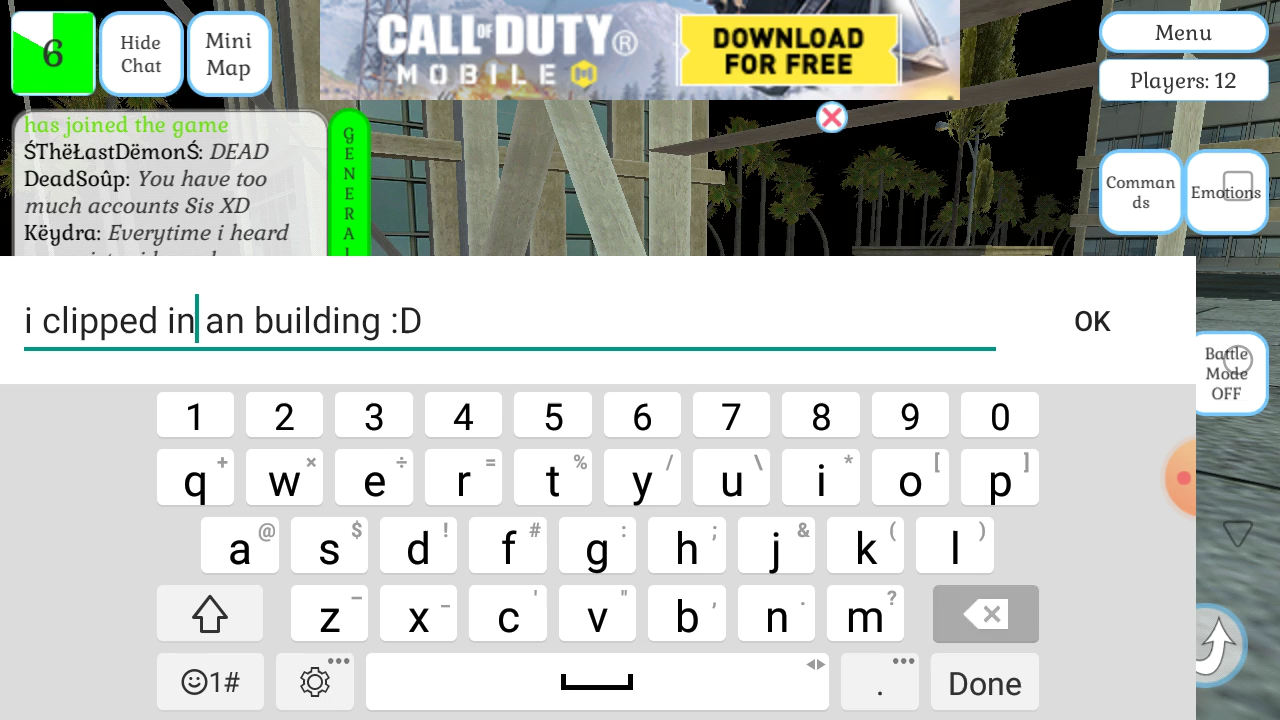 6
Hide
Chat
Mini
Map
CALL OF DUTY®
MOBILE
DOWNLOAD
FOR FREE
Menu
Players: 12
has joined the game
ŚThëŁastDëmonŚ: DEAD
DeadSoûp: You have too
much accounts Sis XD
Këydra: Everytime i heard
GENERAL
Comman
ds
Emotions
i clipped in an building :D
OK
Battle
Mode
OFF
1 2 3 4 5 6 7 8 9 0
q + w × e ÷ r = t % y / u \ i * o [ p ]
a @ s $ d ! f # g : h ; j & k ( l )
z – x _ c ' v " b , n . m ?
1# . Done